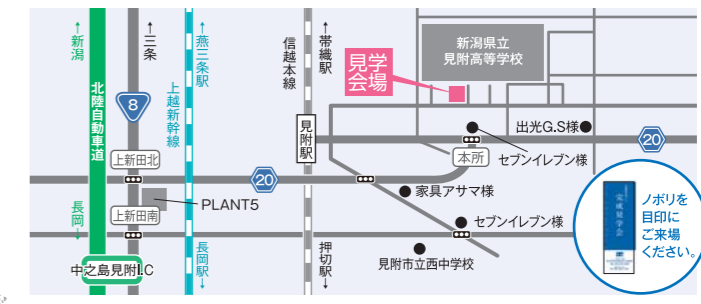 ↑新潟
北陸自動車道
長岡↓
↑三条
8
上新田北
上新田南
PLANT5
中之島見附I.C
↑燕三条駅
上越新幹線
長岡駅↓
20
信越本線
↑帯織駅
見附駅
押切駅↓
見学
会場
新潟県立
見附高等学校
出光G.S様
20
本所
セブンイレブン様
家具アサマ様
セブンイレブン様
見附市立西中学校
完成見学会
ノボリを
目印に
ご来場
ください。